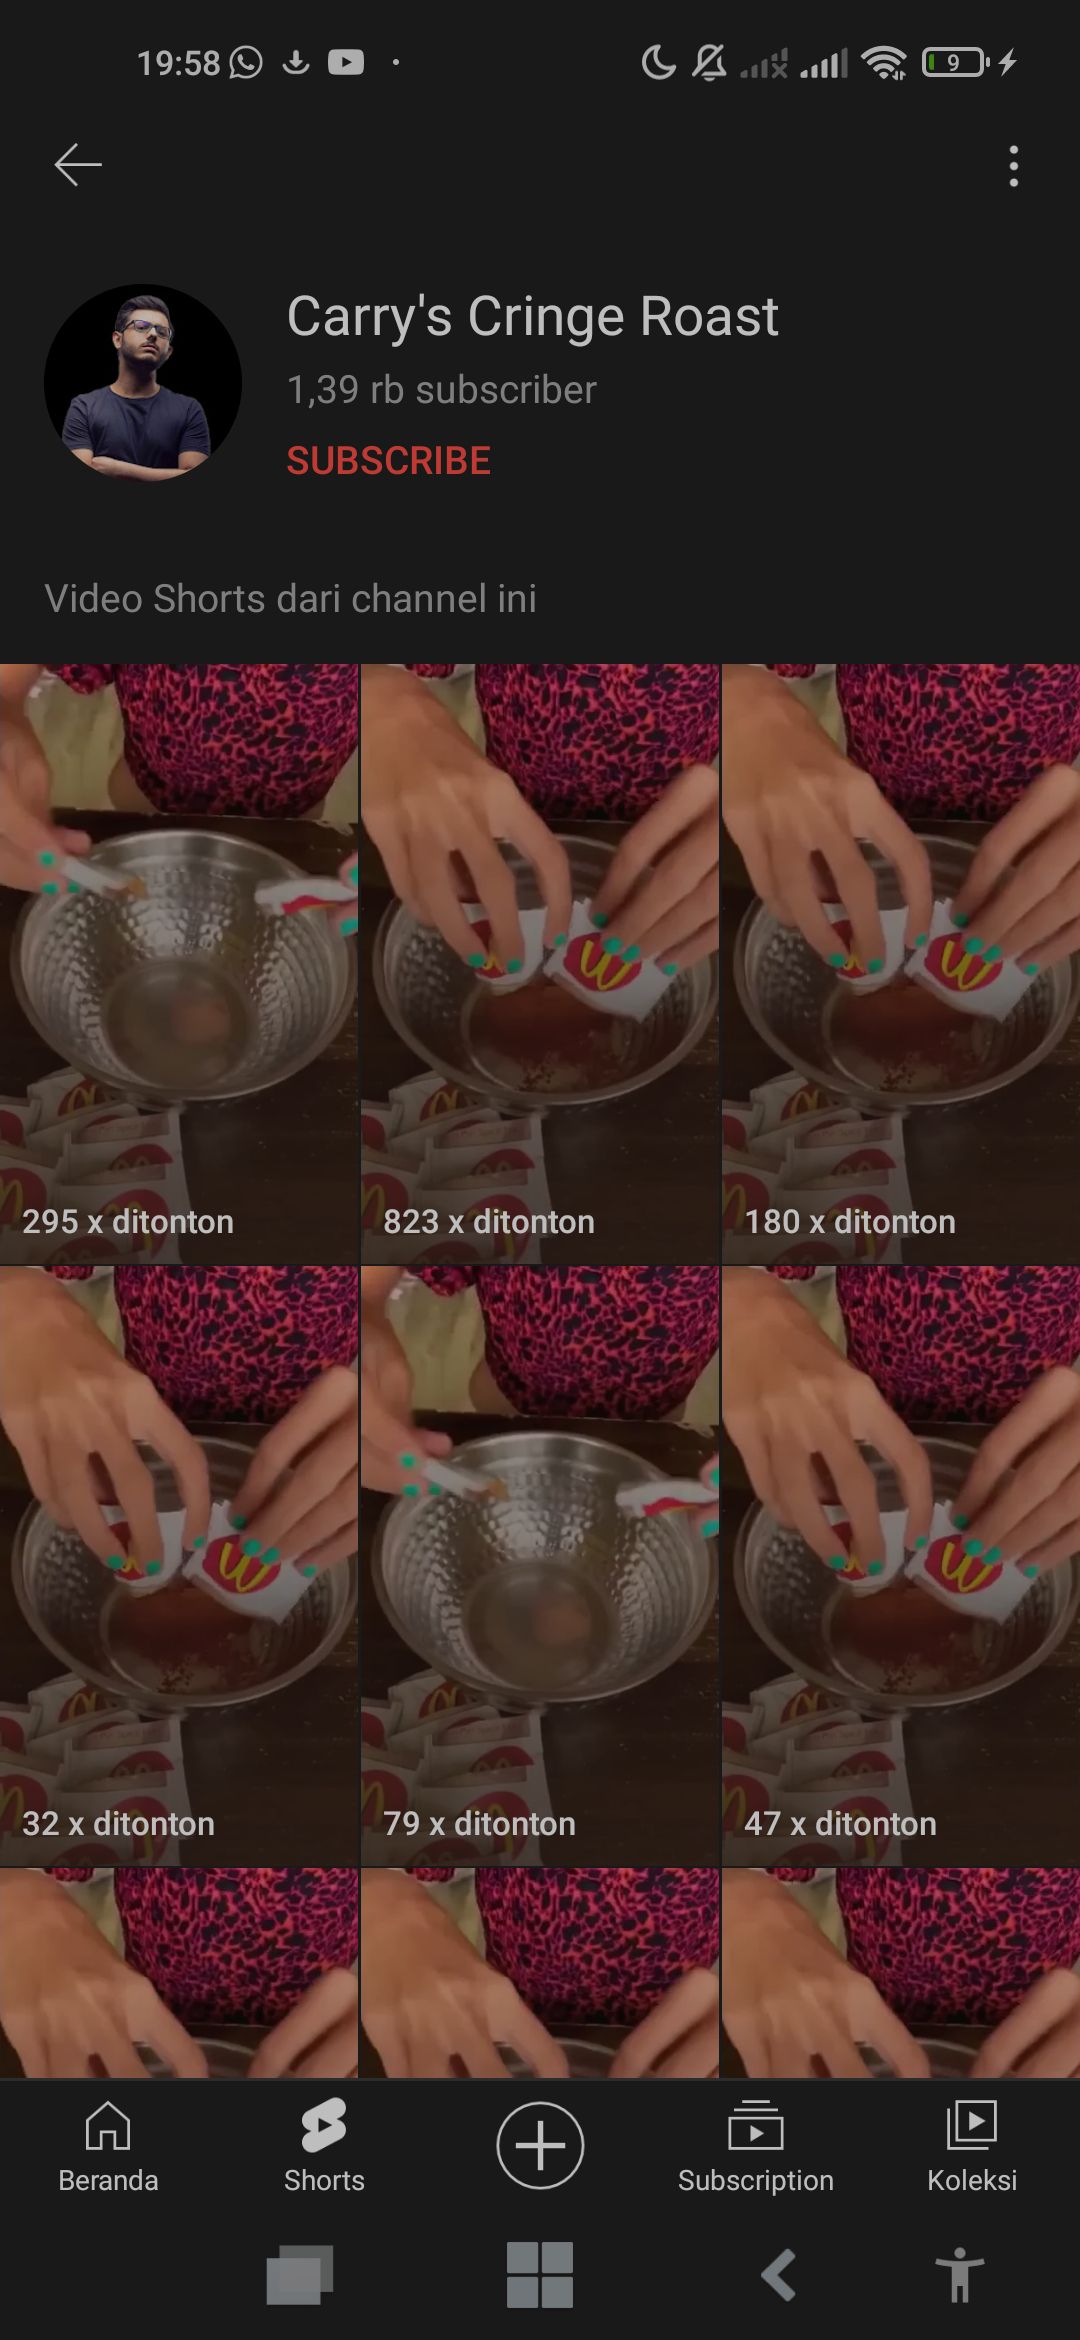 19:58
9
Carry's Cringe Roast
1,39 rb subscriber
SUBSCRIBE
Video Shorts dari channel ini
295 x ditonton
823 x ditonton
180 x ditonton
32 x ditonton
79 x ditonton
47 x ditonton
Beranda
Shorts
Subscription
Koleksi